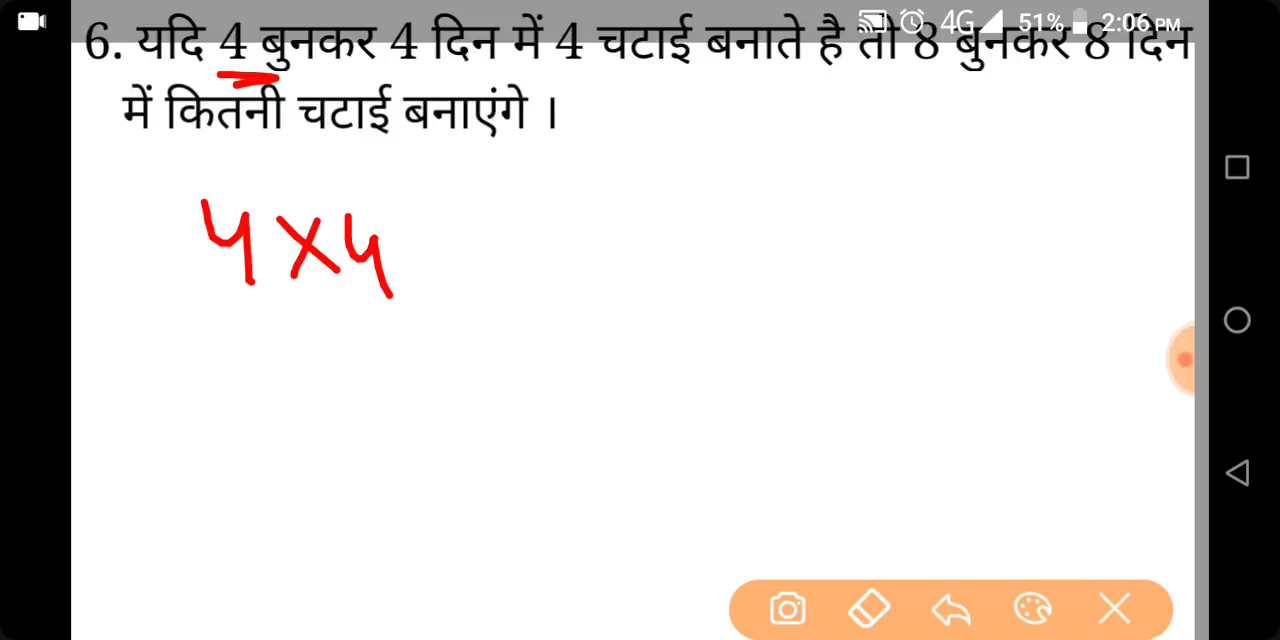 4G 51% 2:06 PM
6. यदि 4 बुनकर 4 दिन में 4 चटाई बनाते है तो 8 बुनकर 8 दिन
में कितनी चटाई बनाएंगे ।
4 × 4